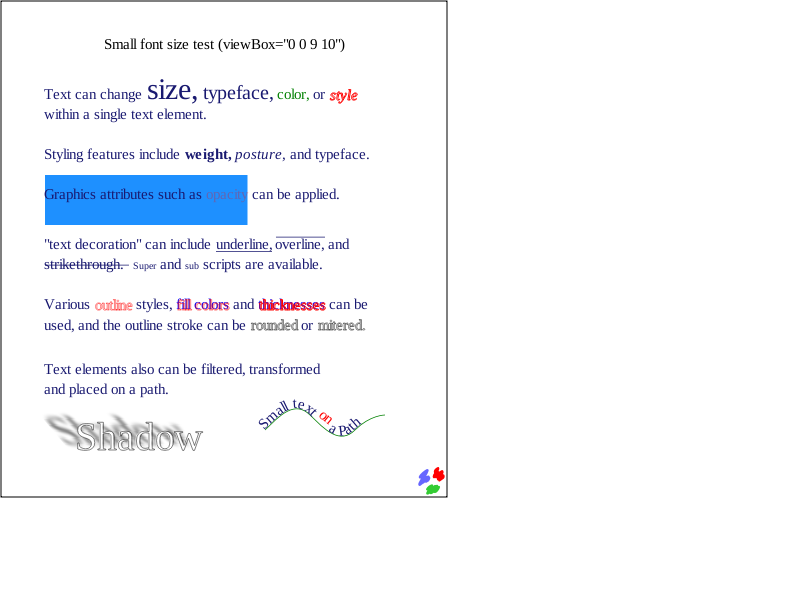 Small font size test (viewBox="0 0 9 10")
Text can change size, typeface, color, or style
within a single text element.
Styling features include weight, posture, and typeface.
Graphics attributes such as opacity can be applied.
"text decoration" can include underline, overline, and
strikethrough. Super and sub scripts are available.
Various outline styles, fill colors and thicknesses can be
used, and the outline stroke can be rounded or mitered.
Text elements also can be filtered, transformed
and placed on a path.
Shadow
Small text on a Path